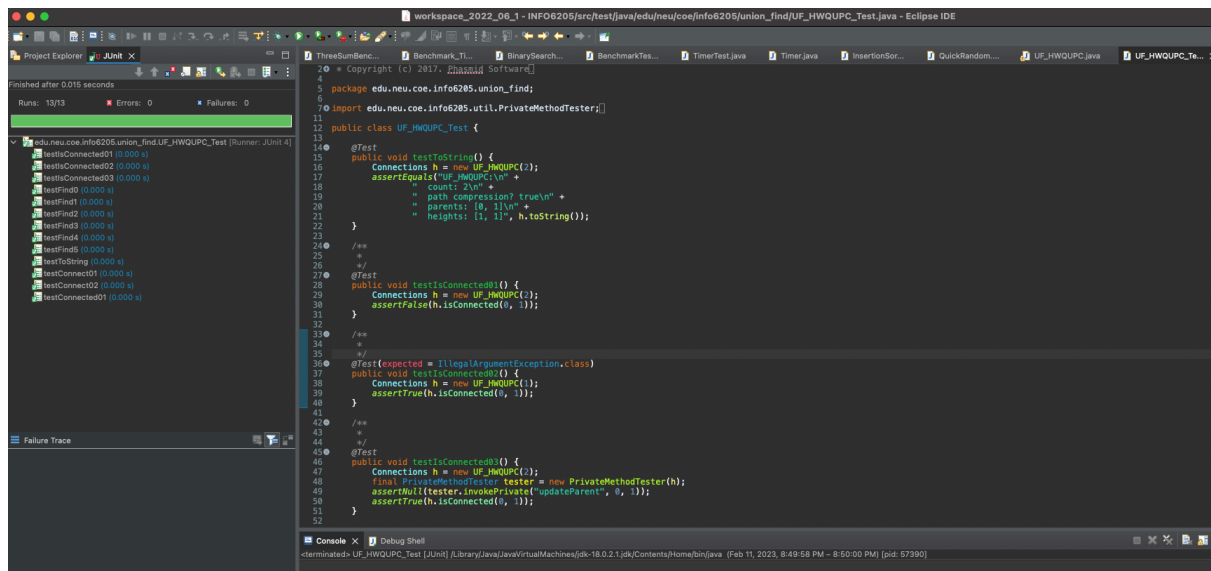 workspace_2022_06_1 - INFO6205/src/test/java/edu/neu/coe/info6205/union_find/UF_HWQUPC_Test.java - Eclipse IDE
Project Explorer JUnit
Finished after 0.015 seconds
Runs: 13/13 Errors: 0 Failures: 0
edu.neu.coe.info6205.union_find.UF_HWQUPC_Test [Runner: JUnit 4]
testIsConnected01 (0.000 s)
testIsConnected02 (0.000 s)
testIsConnected03 (0.000 s)
testFind0 (0.000 s)
testFind1 (0.000 s)
testFind2 (0.000 s)
testFind3 (0.000 s)
testFind4 (0.000 s)
testFind5 (0.000 s)
testToString (0.000 s)
testConnect01 (0.000 s)
testConnect02 (0.000 s)
testConnected01 (0.000 s)
Failure Trace
ThreeSumBenc... Benchmark_Ti... BinarySearch... BenchmarkTes... TimerTest.java Timer.java InsertionSor... QuickRandom.... UF_HWQUPC.java UF_HWQUPC_Te...
2 * Copyright (c) 2017. Phasmid Software
4
5 package edu.neu.coe.info6205.union_find;
6
7 import edu.neu.coe.info6205.util.PrivateMethodTester;
11
12 public class UF_HWQUPC_Test {
13
14 @Test
15 public void testToString() {
16 Connections h = new UF_HWQUPC(2);
17 assertEquals("UF_HWQUPC:\n" +
18 " count: 2\n" +
19 " path compression? true\n" +
20 " parents: [0, 1]\n" +
21 " heights: [1, 1]", h.toString());
22 }
23
24 /**
25 *
26 */
27 @Test
28 public void testIsConnected01() {
29 Connections h = new UF_HWQUPC(2);
30 assertFalse(h.isConnected(0, 1));
31 }
32
33 /**
34 *
35 */
36 @Test(expected = IllegalArgumentException.class)
37 public void testIsConnected02() {
38 Connections h = new UF_HWQUPC(1);
39 assertTrue(h.isConnected(0, 1));
40 }
41
42 /**
43 *
44 */
45 @Test
46 public void testIsConnected03() {
47 Connections h = new UF_HWQUPC(2);
48 final PrivateMethodTester tester = new PrivateMethodTester(h);
49 assertNull(tester.invokePrivate("updateParent", 0, 1));
50 assertTrue(h.isConnected(0, 1));
51 }
52
Console Debug Shell
<terminated> UF_HWQUPC_Test [JUnit] /Library/Java/JavaVirtualMachines/jdk-18.0.2.1.jdk/Contents/Home/bin/java (Feb 11, 2023, 8:49:58 PM – 8:50:00 PM) [pid: 57390]